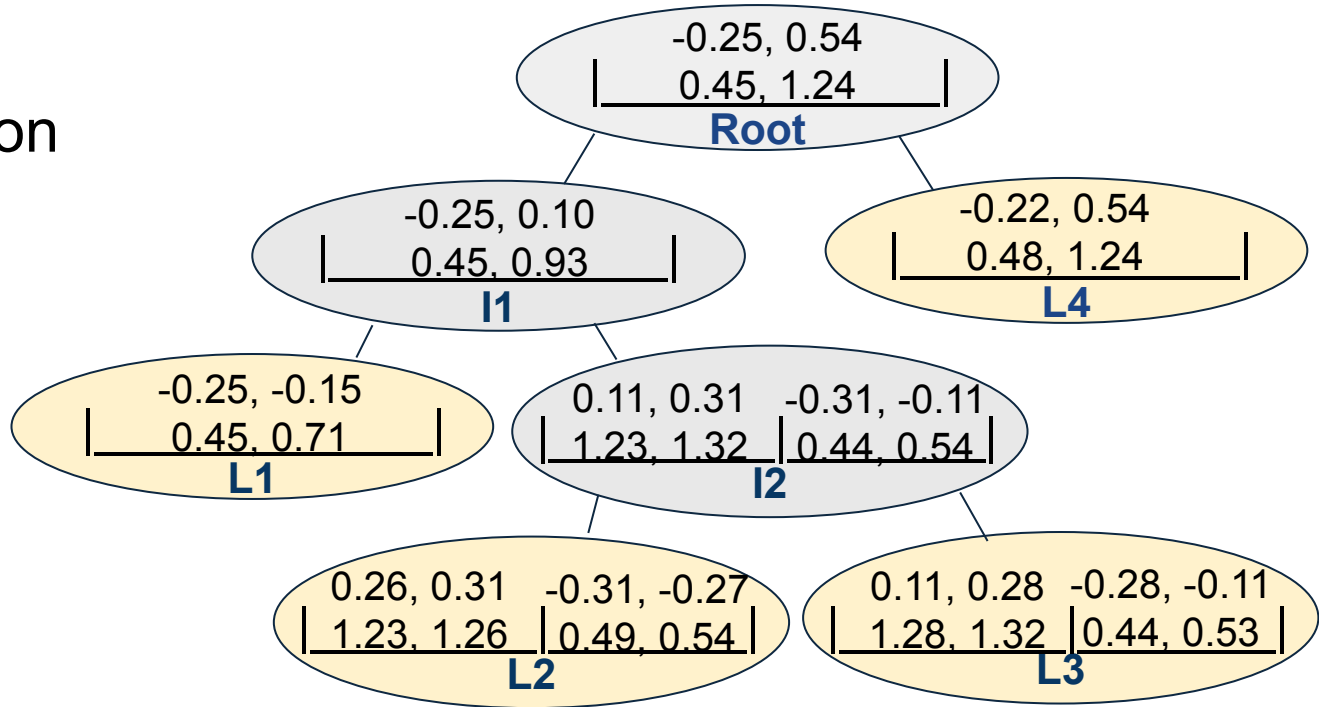 -0.25, 0.54
0.45, 1.24
Root
on
-0.25, 0.10
0.45, 0.93
I1
-0.22, 0.54
0.48, 1.24
L4
-0.25, -0.15
0.45, 0.71
L1
0.11, 0.31 -0.31, -0.11
1.23, 1.32 0.44, 0.54
I2
0.26, 0.31 -0.31, -0.27
1.23, 1.26 0.49, 0.54
L2
0.11, 0.28 -0.28, -0.11
1.28, 1.32 0.44, 0.53
L3